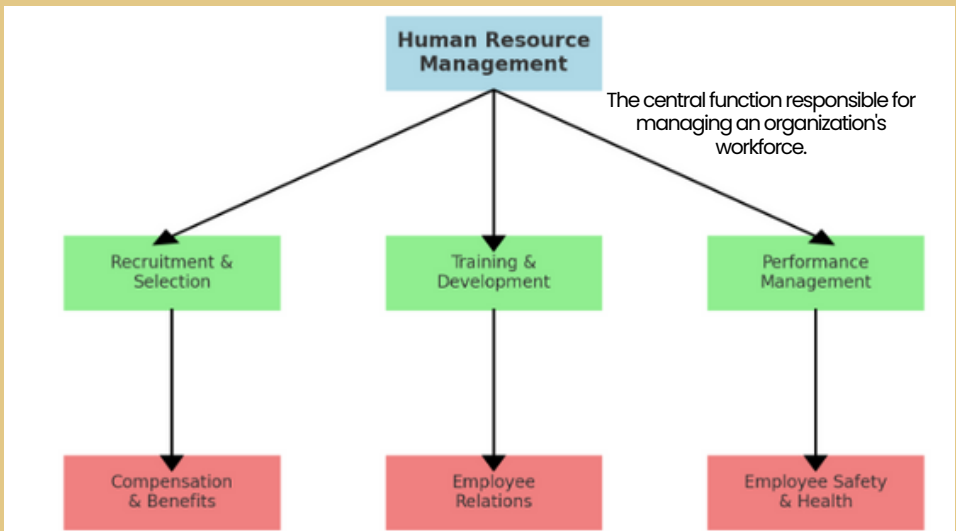 Human Resource
Management
The central function responsible for
managing an organization's
workforce.
Recruitment &
Selection
Training &
Development
Performance
Management
Compensation
& Benefits
Employee
Relations
Employee Safety
& Health